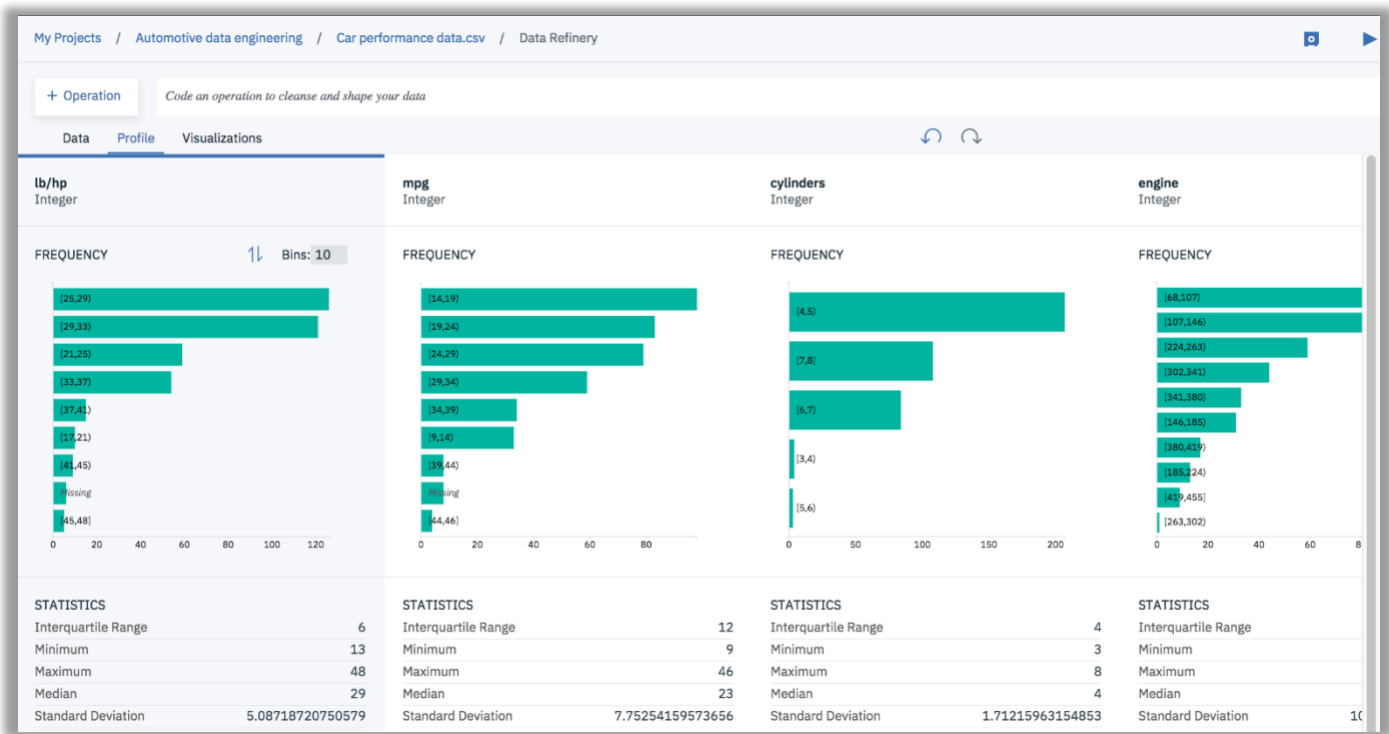 My Projects / Automotive data engineering / Car performance data.csv / Data Refinery
+ Operation Code an operation to cleanse and shape your data
Data Profile Visualizations
lb/hp
Integer
FREQUENCY Bins: 10
[25,29)
[29,33)
[21,25)
[33,37)
[37,41)
[17,21)
[41,45)
Missing
[45,48]
0 20 40 60 80 100 120
STATISTICS
Interquartile Range 6
Minimum 13
Maximum 48
Median 29
Standard Deviation 5.08718720750579
mpg
Integer
FREQUENCY
[14,19)
[19,24)
[24,29)
[29,34)
[34,39)
[9,14)
[39,44)
Missing
[44,46]
0 20 40 60 80
STATISTICS
Interquartile Range 12
Minimum 9
Maximum 46
Median 23
Standard Deviation 7.75254159573656
cylinders
Integer
FREQUENCY
[4,5)
[7,8]
[6,7)
[3,4)
[5,6)
0 50 100 150 200
STATISTICS
Interquartile Range 4
Minimum 3
Maximum 8
Median 4
Standard Deviation 1.71215963154853
engine
Integer
FREQUENCY
[68,107)
[107,146)
[224,263)
[302,341)
[341,380)
[146,185)
[380,419)
[185,224)
[419,455]
[263,302)
0 20 40 60 8
STATISTICS
Interquartile Range
Minimum
Maximum
Median
Standard Deviation 10